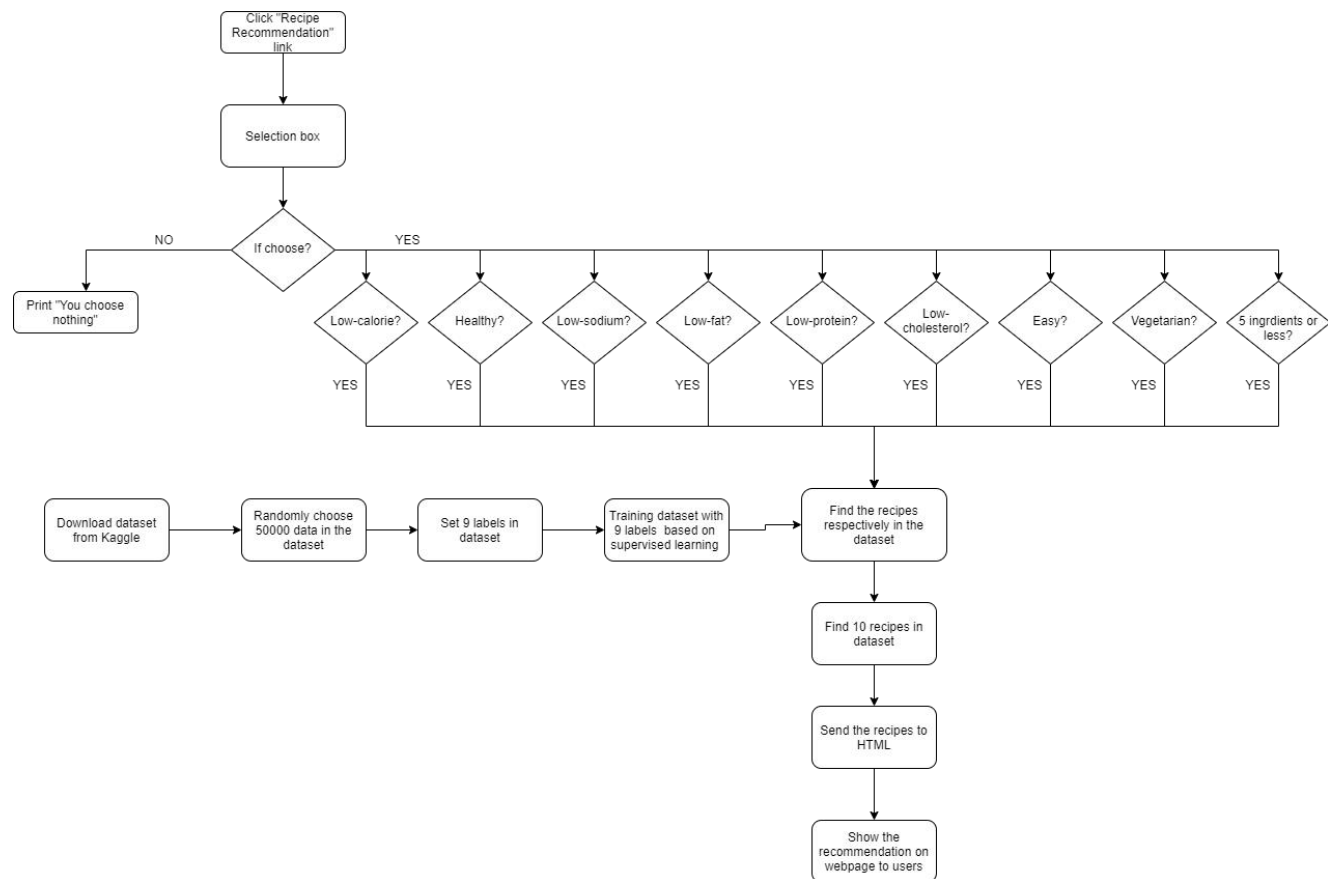 Click "Recipe
Recommendation"
link
Selection box
If choose?
NO
YES
Print "You choose
nothing"
Low-calorie?
Healthy?
Low-sodium?
Low-fat?
Low-protein?
Low-
cholesterol?
Easy?
Vegetarian?
5 ingrdients or
less?
YES
YES
YES
YES
YES
YES
YES
YES
YES
Download dataset
from Kaggle
Randomly choose
50000 data in the
dataset
Set 9 labels in
dataset
Training dataset with
9 labels based on
supervised learning
Find the recipes
respectively in the
dataset
Find 10 recipes in
dataset
Send the recipes to
HTML
Show the
recommendation on
webpage to users